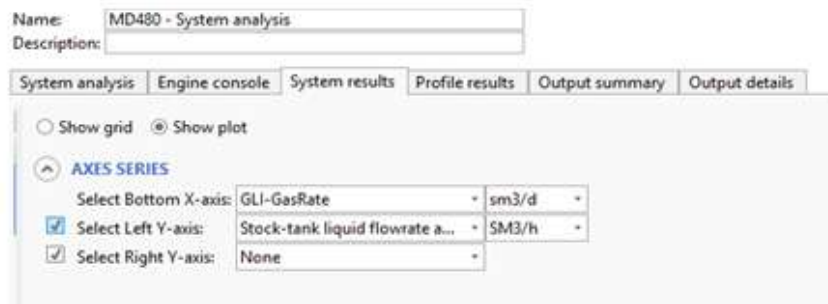 Name: MD480 - System analysis
Description:
System analysis Engine console System results Profile results Output summary Output details
Show grid Show plot
AXES SERIES
Select Bottom X-axis: GLI-GasRate sm3/d
Select Left Y-axis: Stock-tank liquid flowrate a... SM3/h
Select Right Y-axis: None